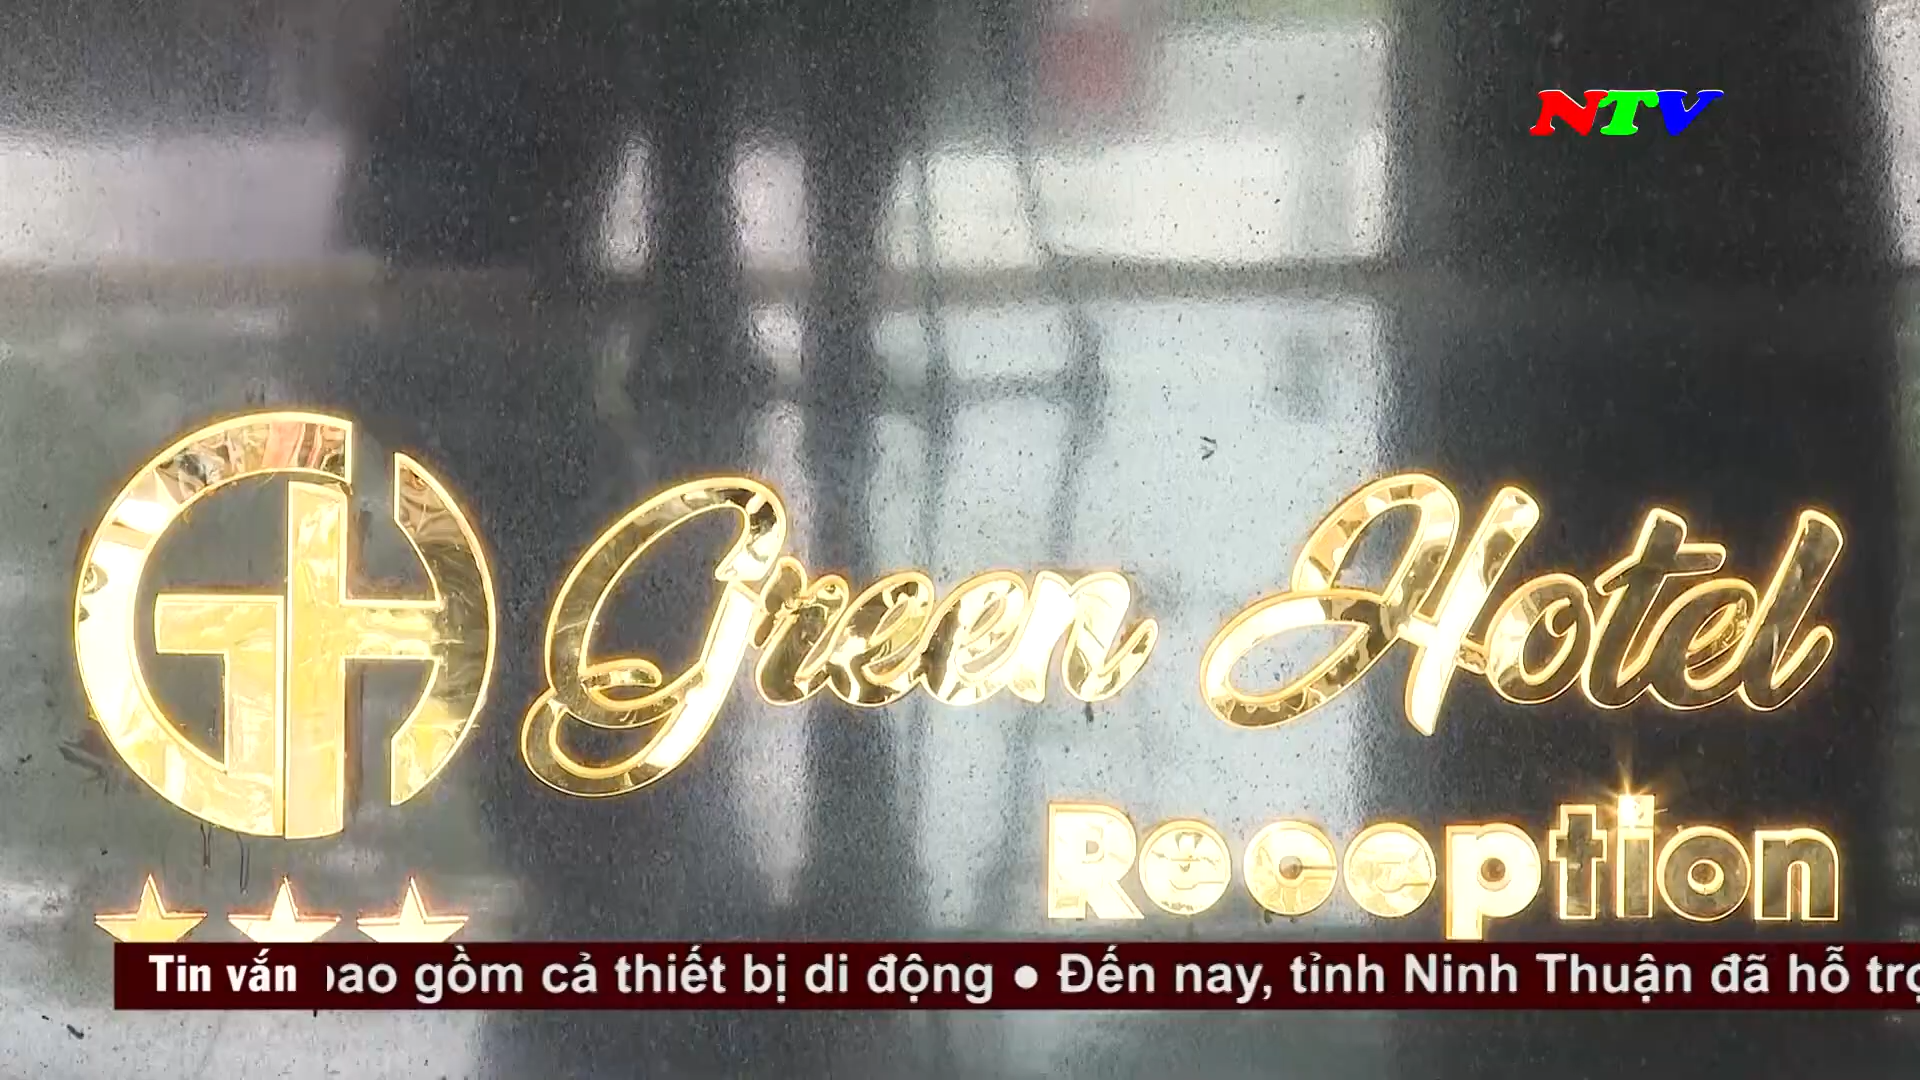 NTV
GH
Green Hotel
Reception
Tin vắn bao gồm cả thiết bị di động ● Đến nay, tỉnh Ninh Thuận đã hỗ